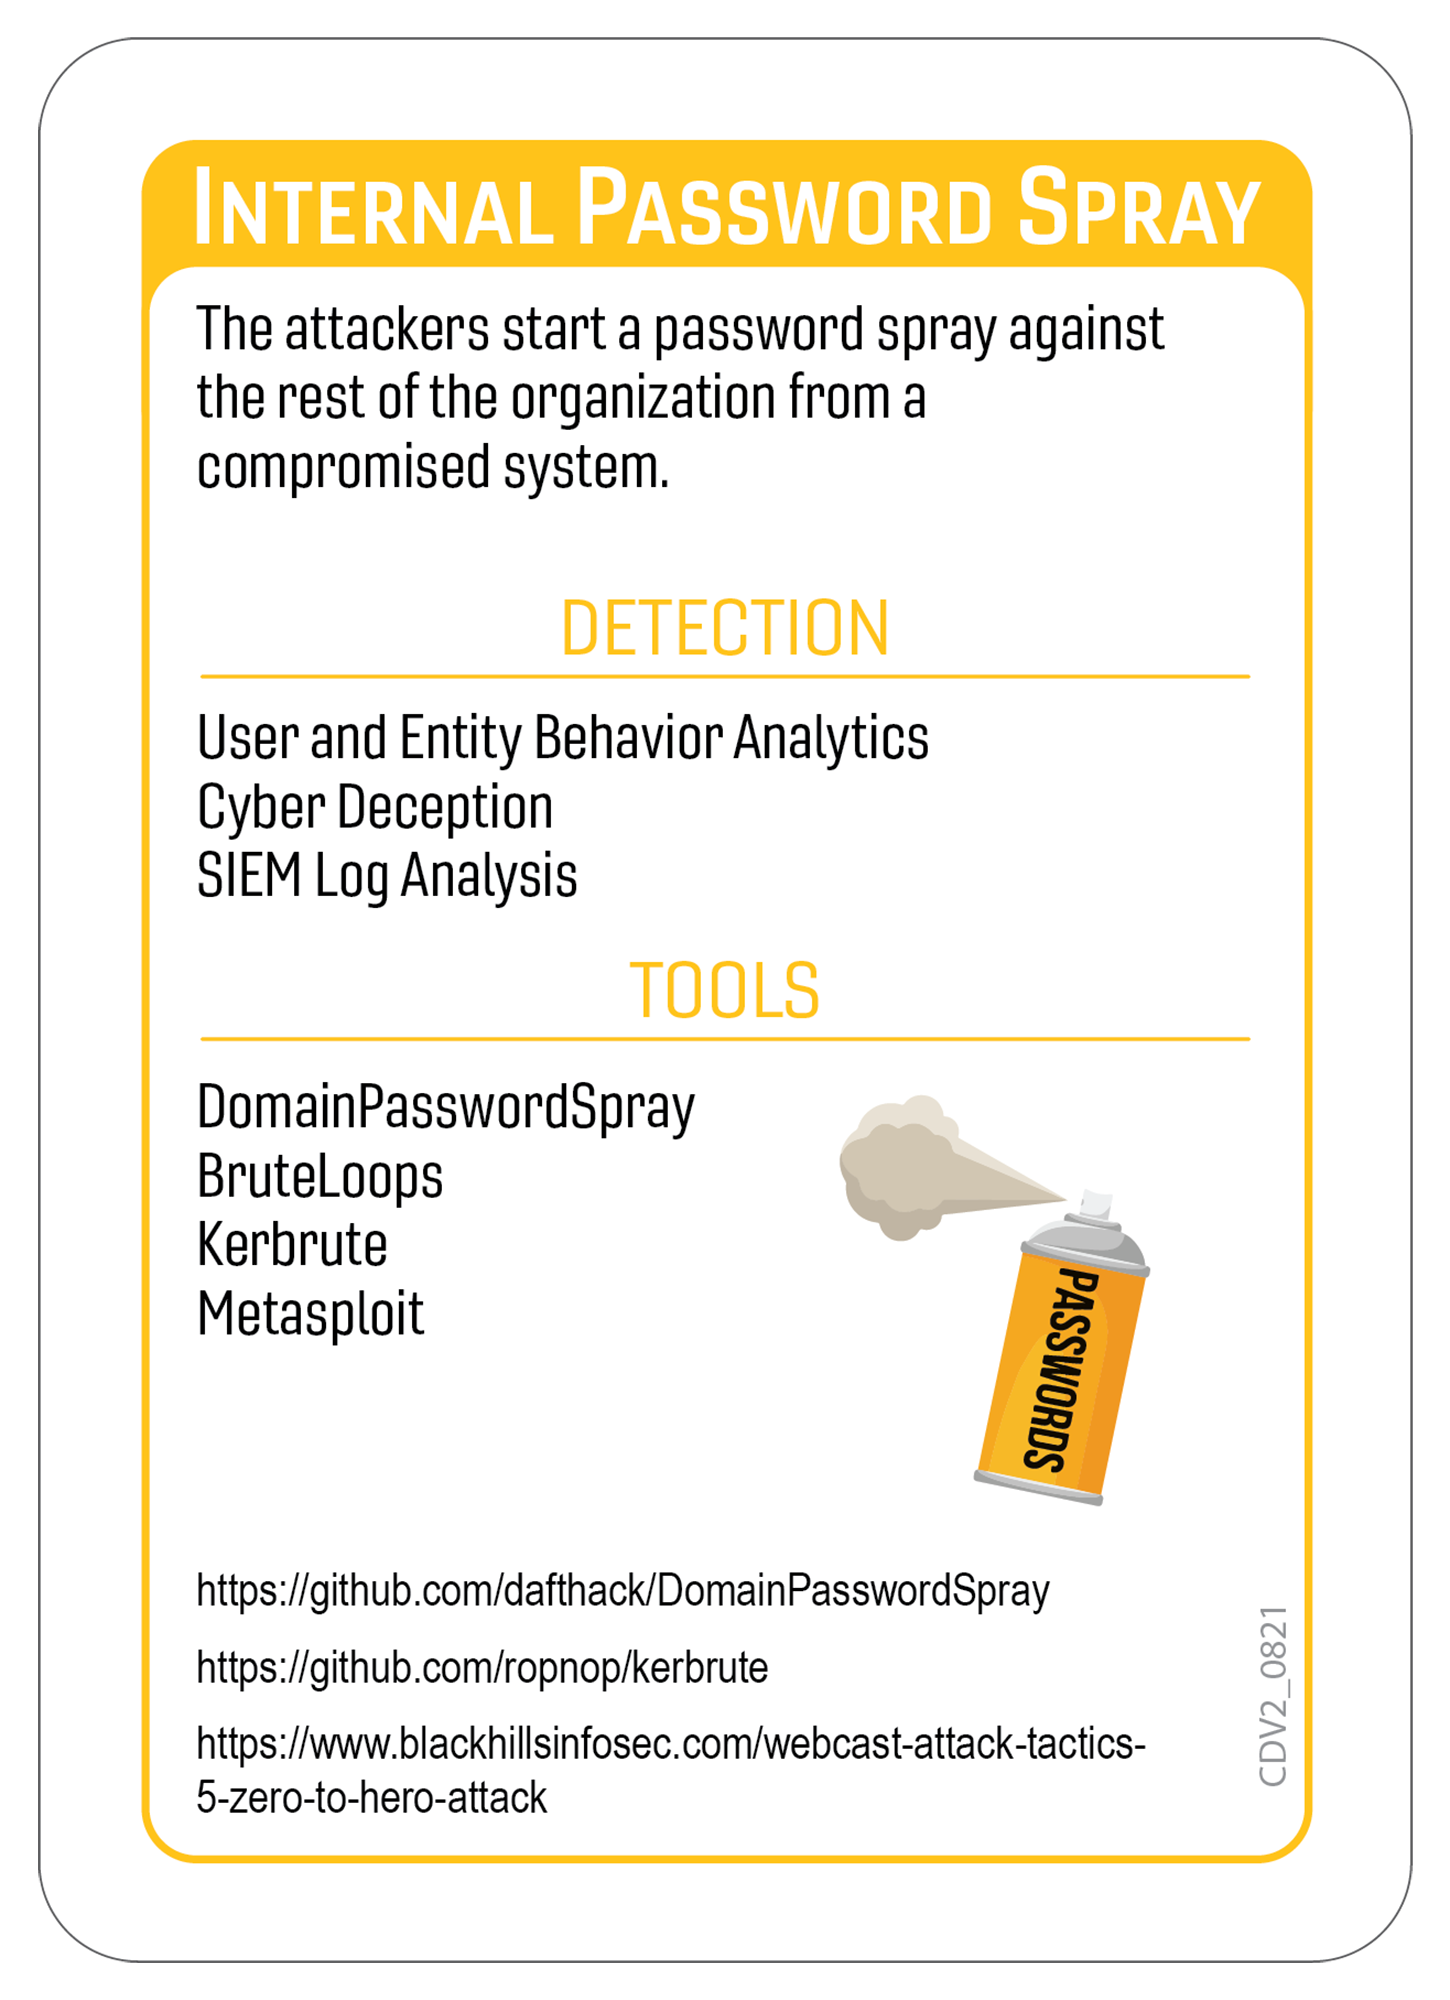 INTERNAL PASSWORD SPRAY
The attackers start a password spray against
the rest of the organization from a
compromised system.
DETECTION
User and Entity Behavior Analytics
Cyber Deception
SIEM Log Analysis
TOOLS
DomainPasswordSpray
BruteLoops
Kerbrute
Metasploit
PASSWORDS
https://github.com/dafthack/DomainPasswordSpray
https://github.com/ropnop/kerbrute
https://www.blackhillsinfosec.com/webcast-attack-tactics-
5-zero-to-hero-attack
CDV2_0821